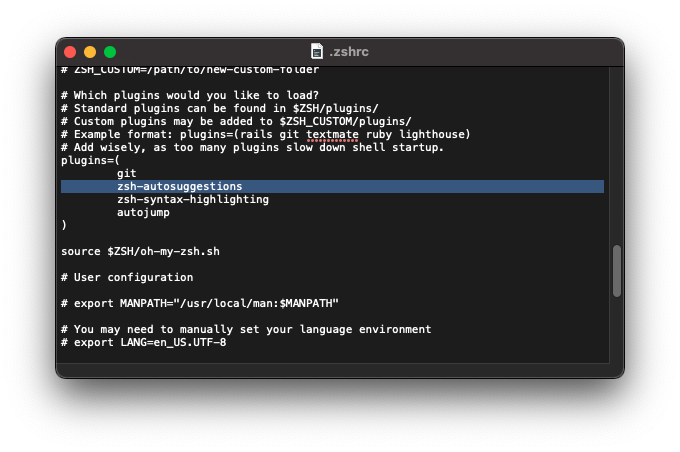 .zshrc
# ZSH_CUSTOM=/path/to/new-custom-folder
# Which plugins would you like to load?
# Standard plugins can be found in $ZSH/plugins/
# Custom plugins may be added to $ZSH_CUSTOM/plugins/
# Example format: plugins=(rails git textmate ruby lighthouse)
# Add wisely, as too many plugins slow down shell startup.
plugins=(
git
zsh-autosuggestions
zsh-syntax-highlighting
autojump
)
source $ZSH/oh-my-zsh.sh
# User configuration
# export MANPATH="/usr/local/man:$MANPATH"
# You may need to manually set your language environment
# export LANG=en_US.UTF-8